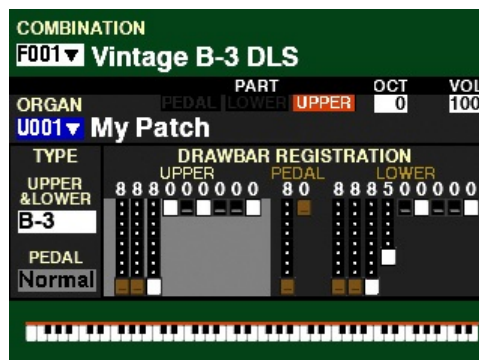 COMBINATION
F001▼ Vintage B-3 DLS
PART OCT VOL
ORGAN PEDAL LOWER UPPER 0 100
U001▼ My Patch
TYPE DRAWBAR REGISTRATION
UPPER PEDAL LOWER
UPPER 888000000 80 888500000
&LOWER
B-3
PEDAL
Normal